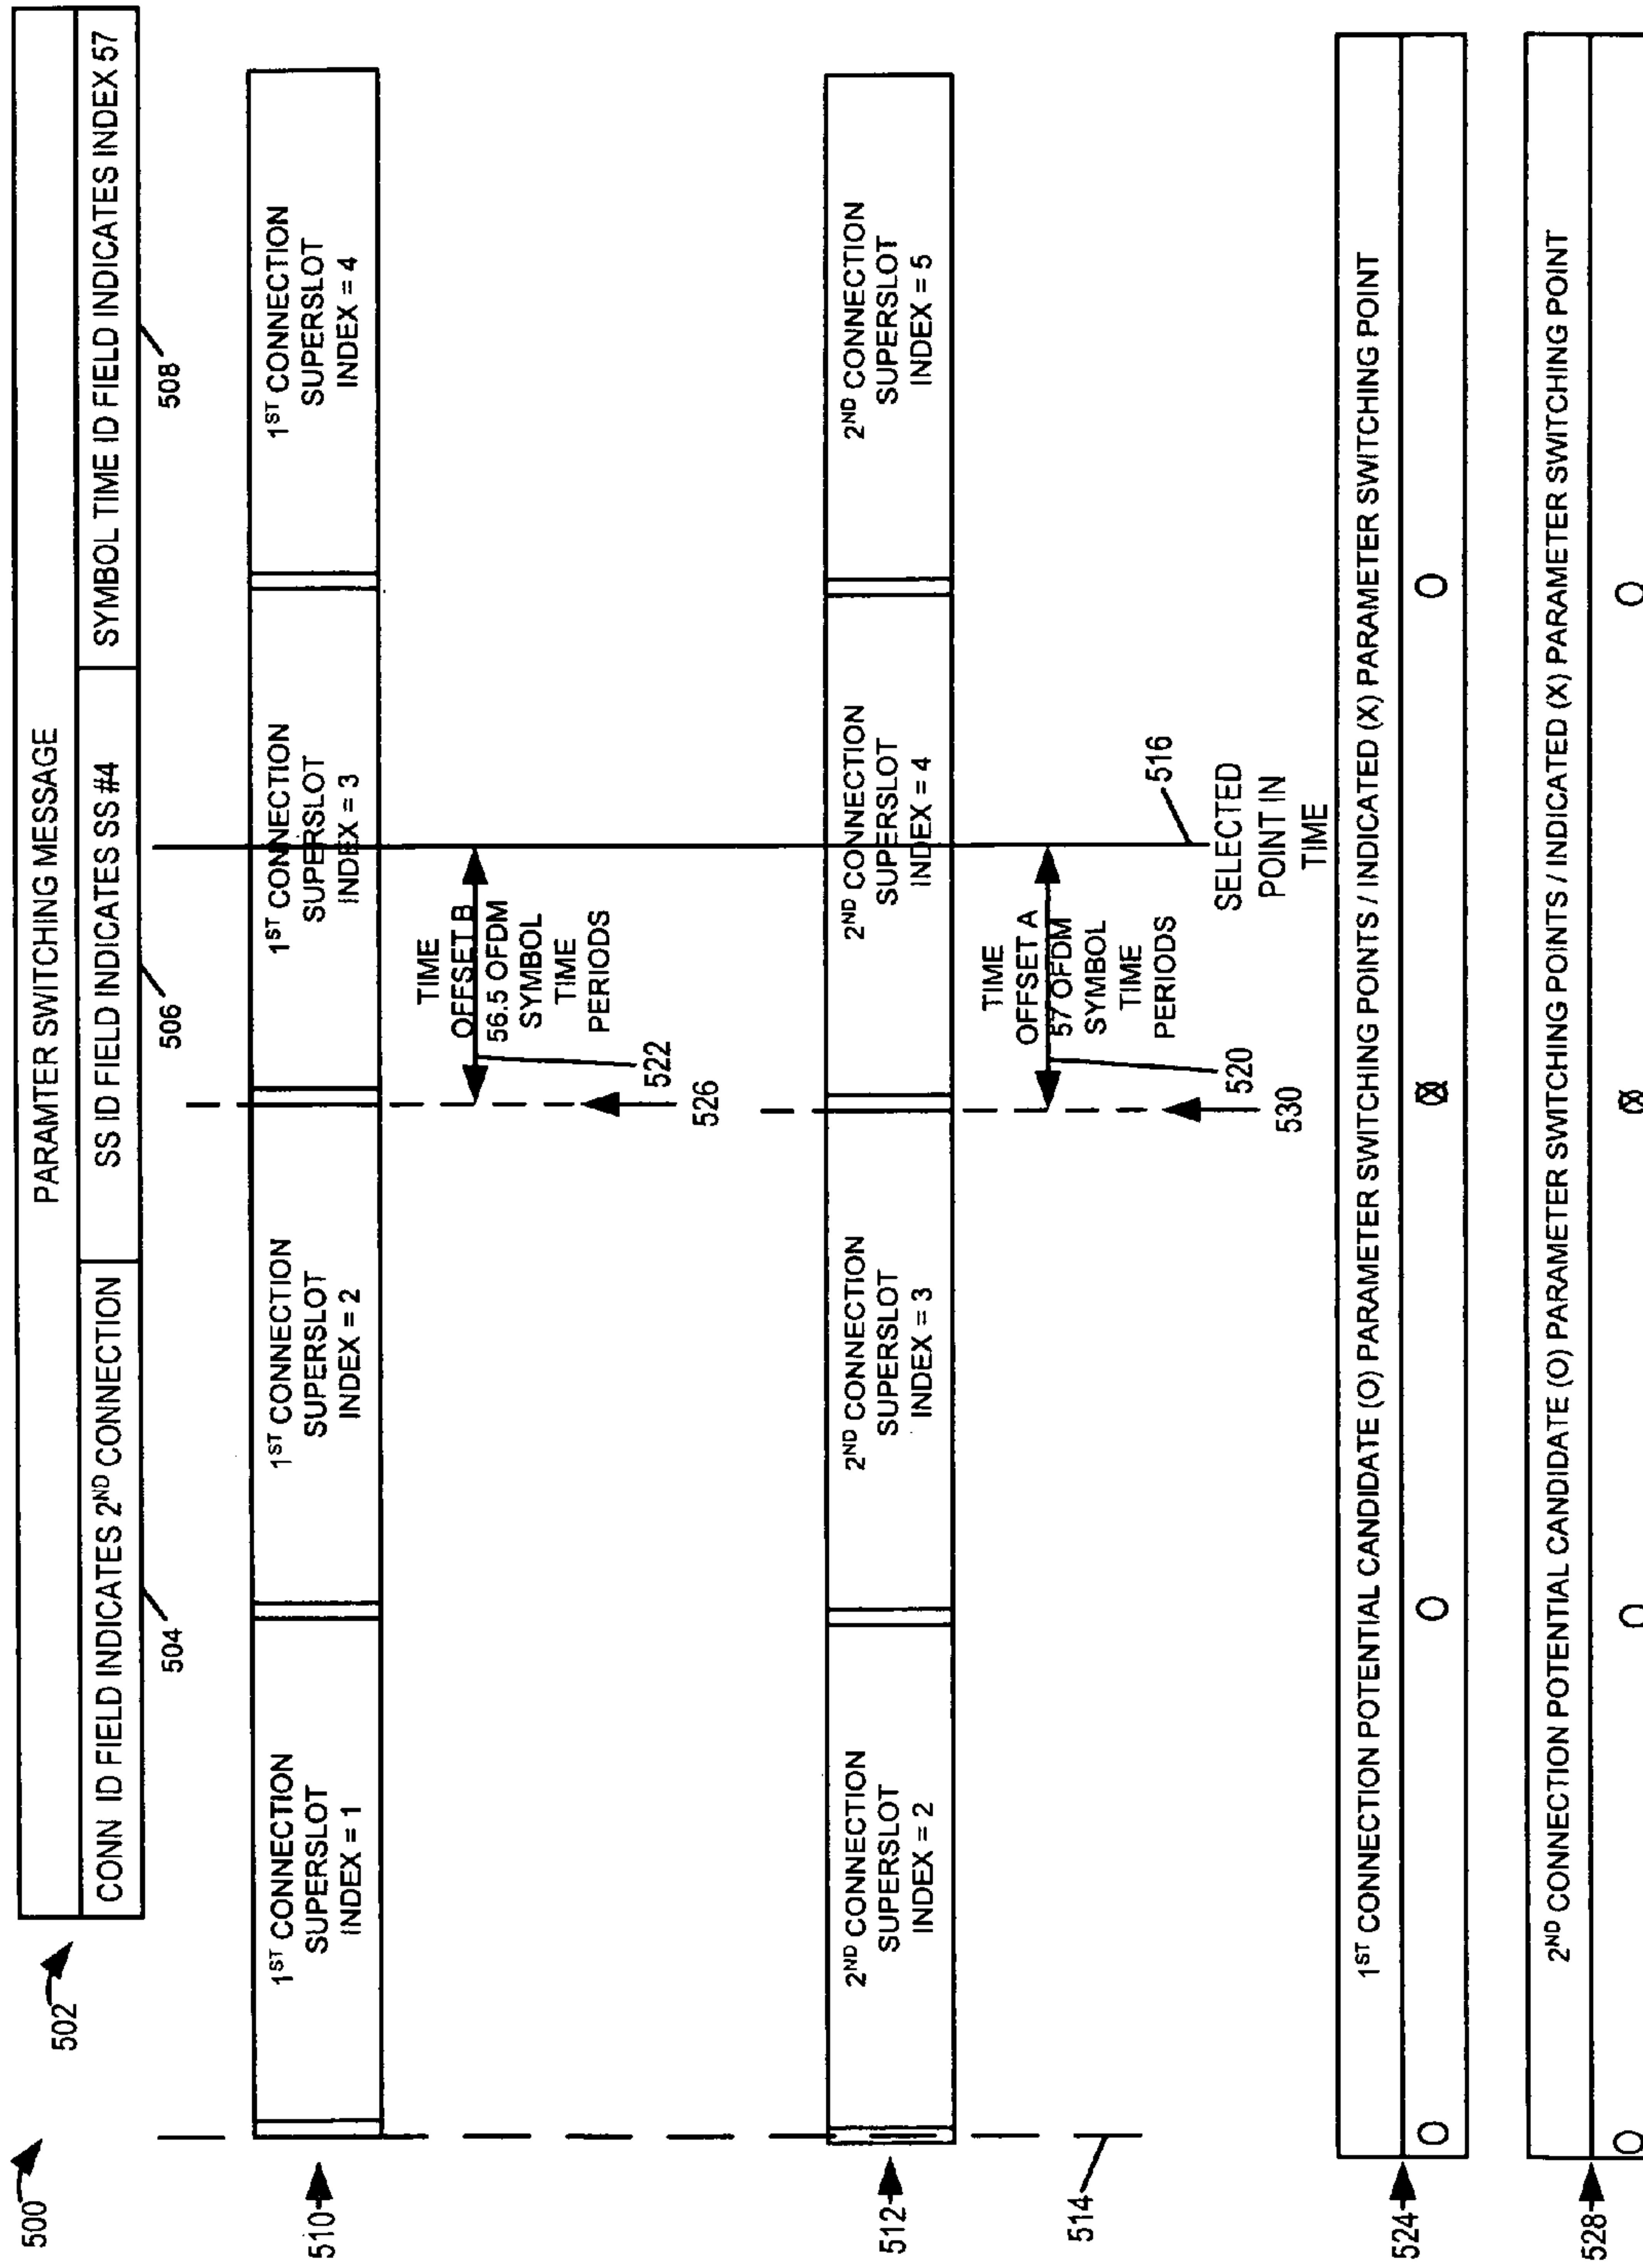 500
502
PARAMTER SWITCHING MESSAGE
CONN ID FIELD INDICATES 2ND CONNECTION
SS ID FIELD INDICATES SS #4
SYMBOL TIME ID FIELD INDICATES INDEX 57
504
506
508
510
1ST CONNECTION
SUPERSLOT
INDEX = 1
1ST CONNECTION
SUPERSLOT
INDEX = 2
1ST CONNECTION
SUPERSLOT
INDEX = 3
1ST CONNECTION
SUPERSLOT
INDEX = 4
TIME
OFFSET B
56.5 OFDM
SYMBOL
TIME
PERIODS
522
526
512
2ND CONNECTION
SUPERSLOT
INDEX = 2
2ND CONNECTION
SUPERSLOT
INDEX = 3
2ND CONNECTION
SUPERSLOT
INDEX = 4
2ND CONNECTION
SUPERSLOT
INDEX = 5
TIME
OFFSET A
57 OFDM
SYMBOL
TIME
PERIODS
520
530
514
516
SELECTED
POINT IN
TIME
524
1ST CONNECTION POTENTIAL CANDIDATE (O) PARAMETER SWITCHING POINTS / INDICATED (X) PARAMETER SWITCHING POINT
O O O
528
2ND CONNECTION POTENTIAL CANDIDATE (O) PARAMETER SWITCHING POINTS / INDICATED (X) PARAMETER SWITCHING POINT
O O O